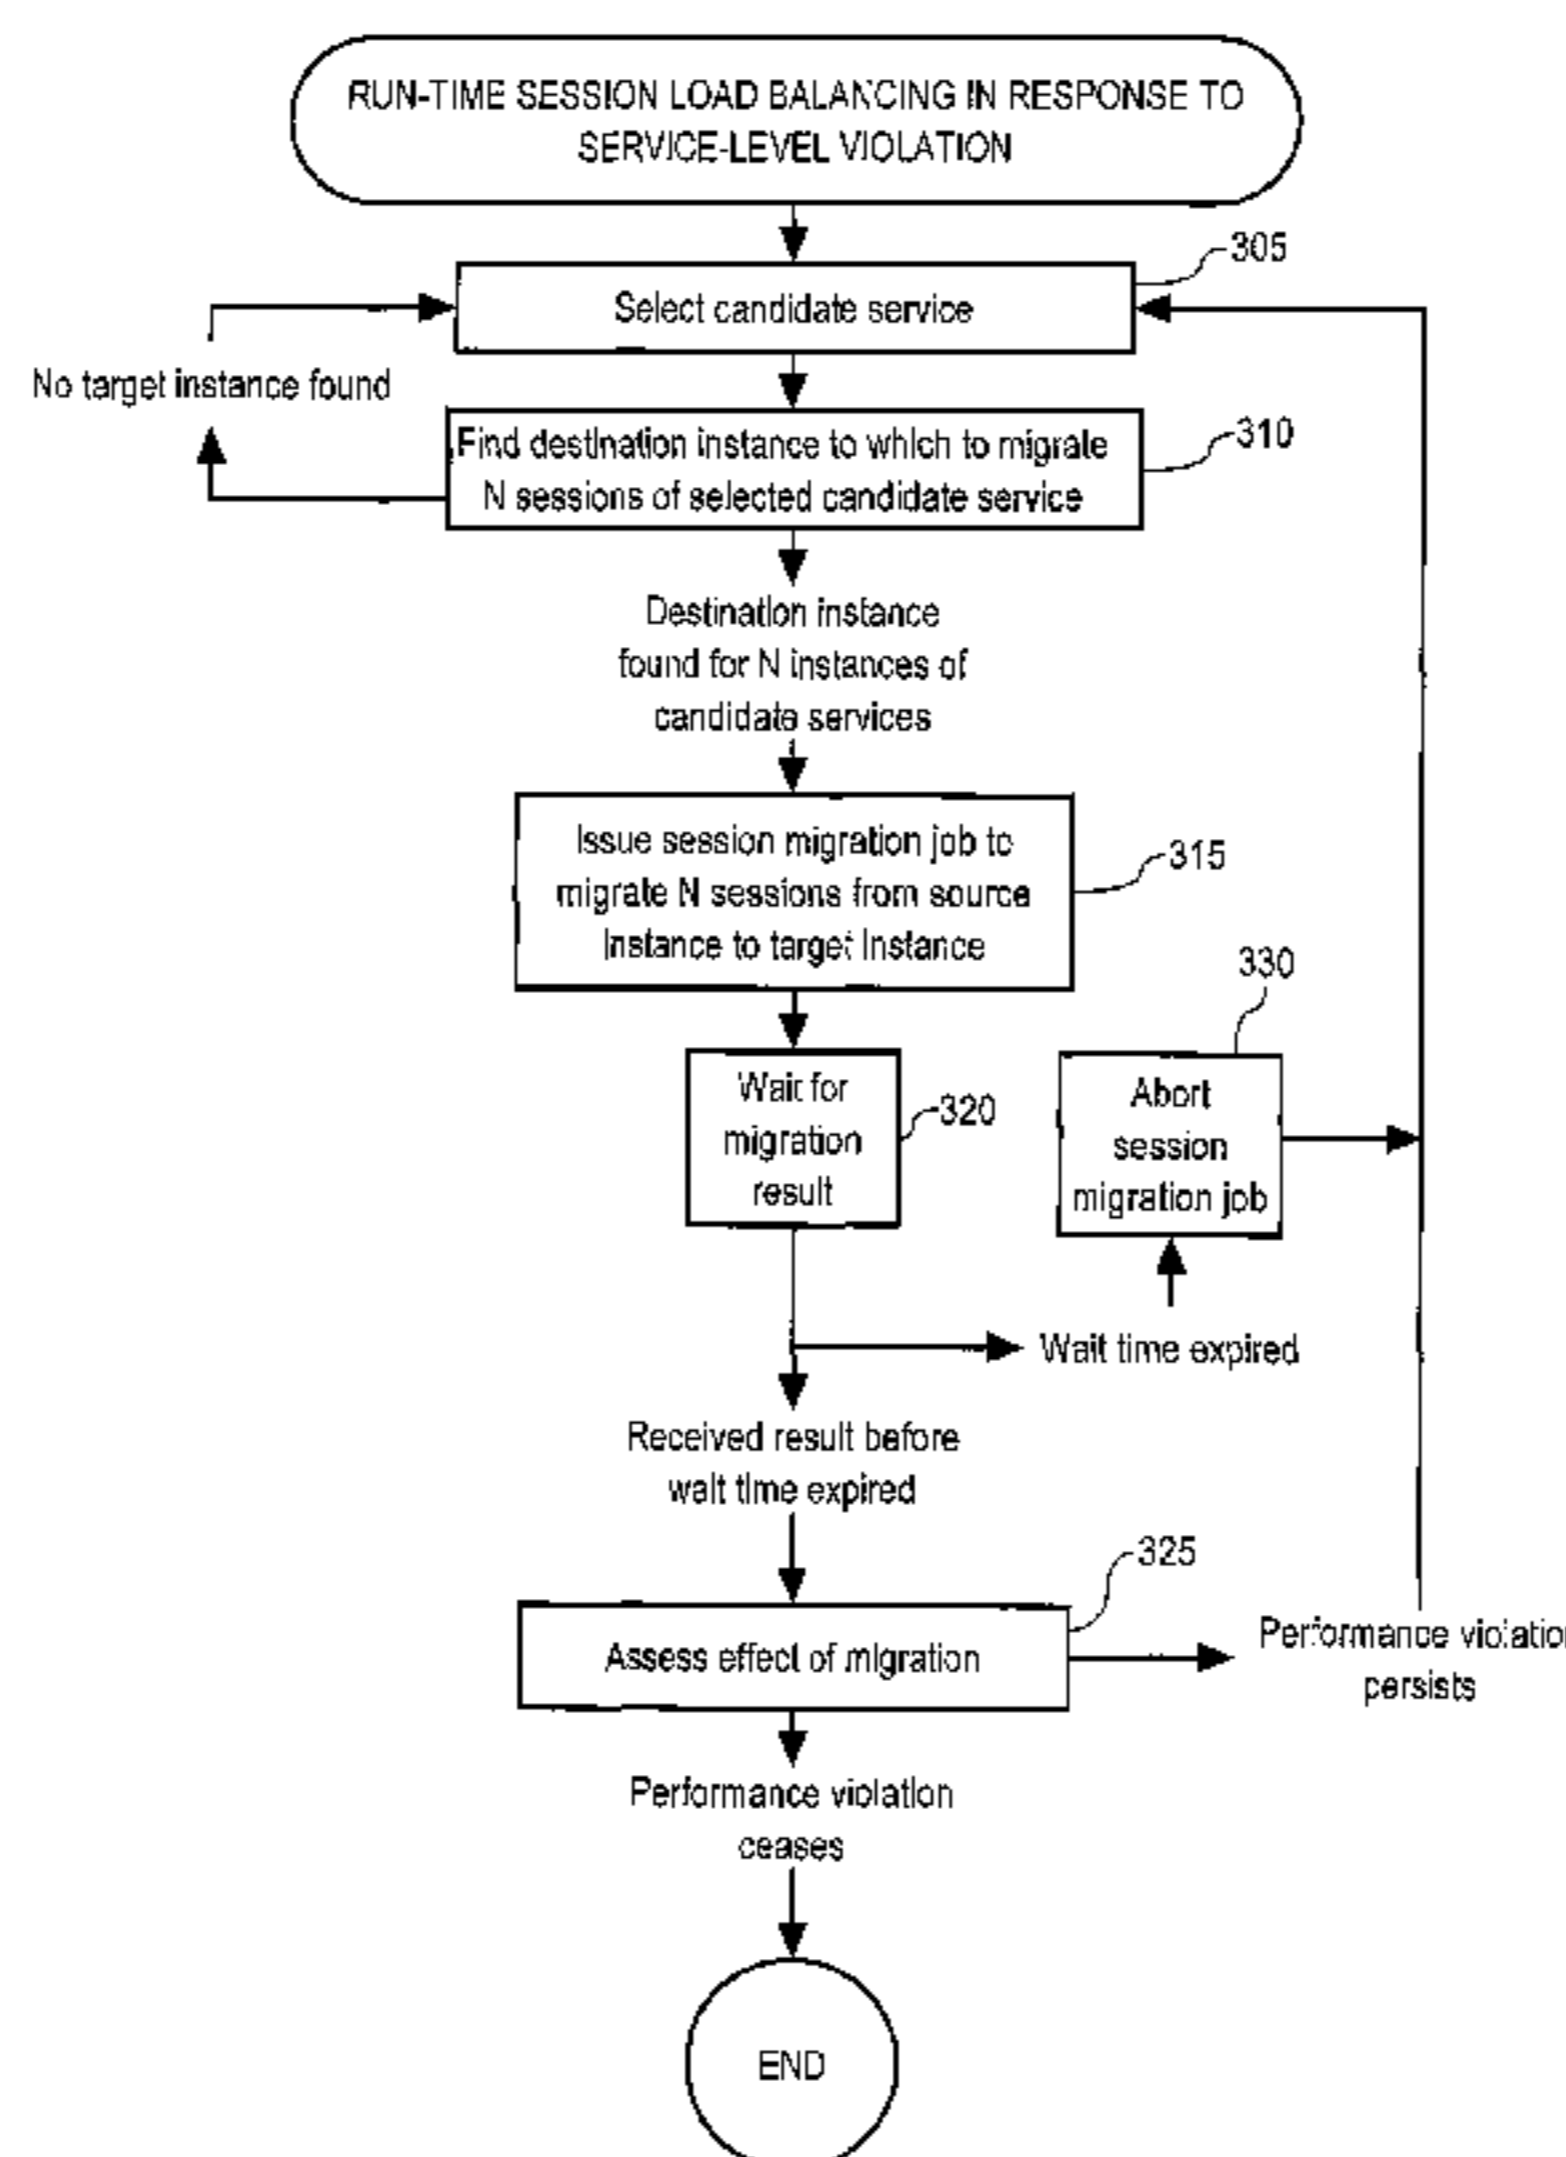 RUN-TIME SESSION LOAD BALANCING IN RESPONSE TO
SERVICE-LEVEL VIOLATION
305
Select candidate service
No target instance found
310
Find destination instance to which to migrate
N sessions of selected candidate service
Destination instance
found for N instances of
candidate services
Issue session migration job to
migrate N sessions from source
instance to target instance
315
330
Wait for
migration
result
320
Abort
session
migration job
Wait time expired
Received result before
wait time expired
325
Assess effect of migration
Performance violation
persists
Performance violation
ceases
END